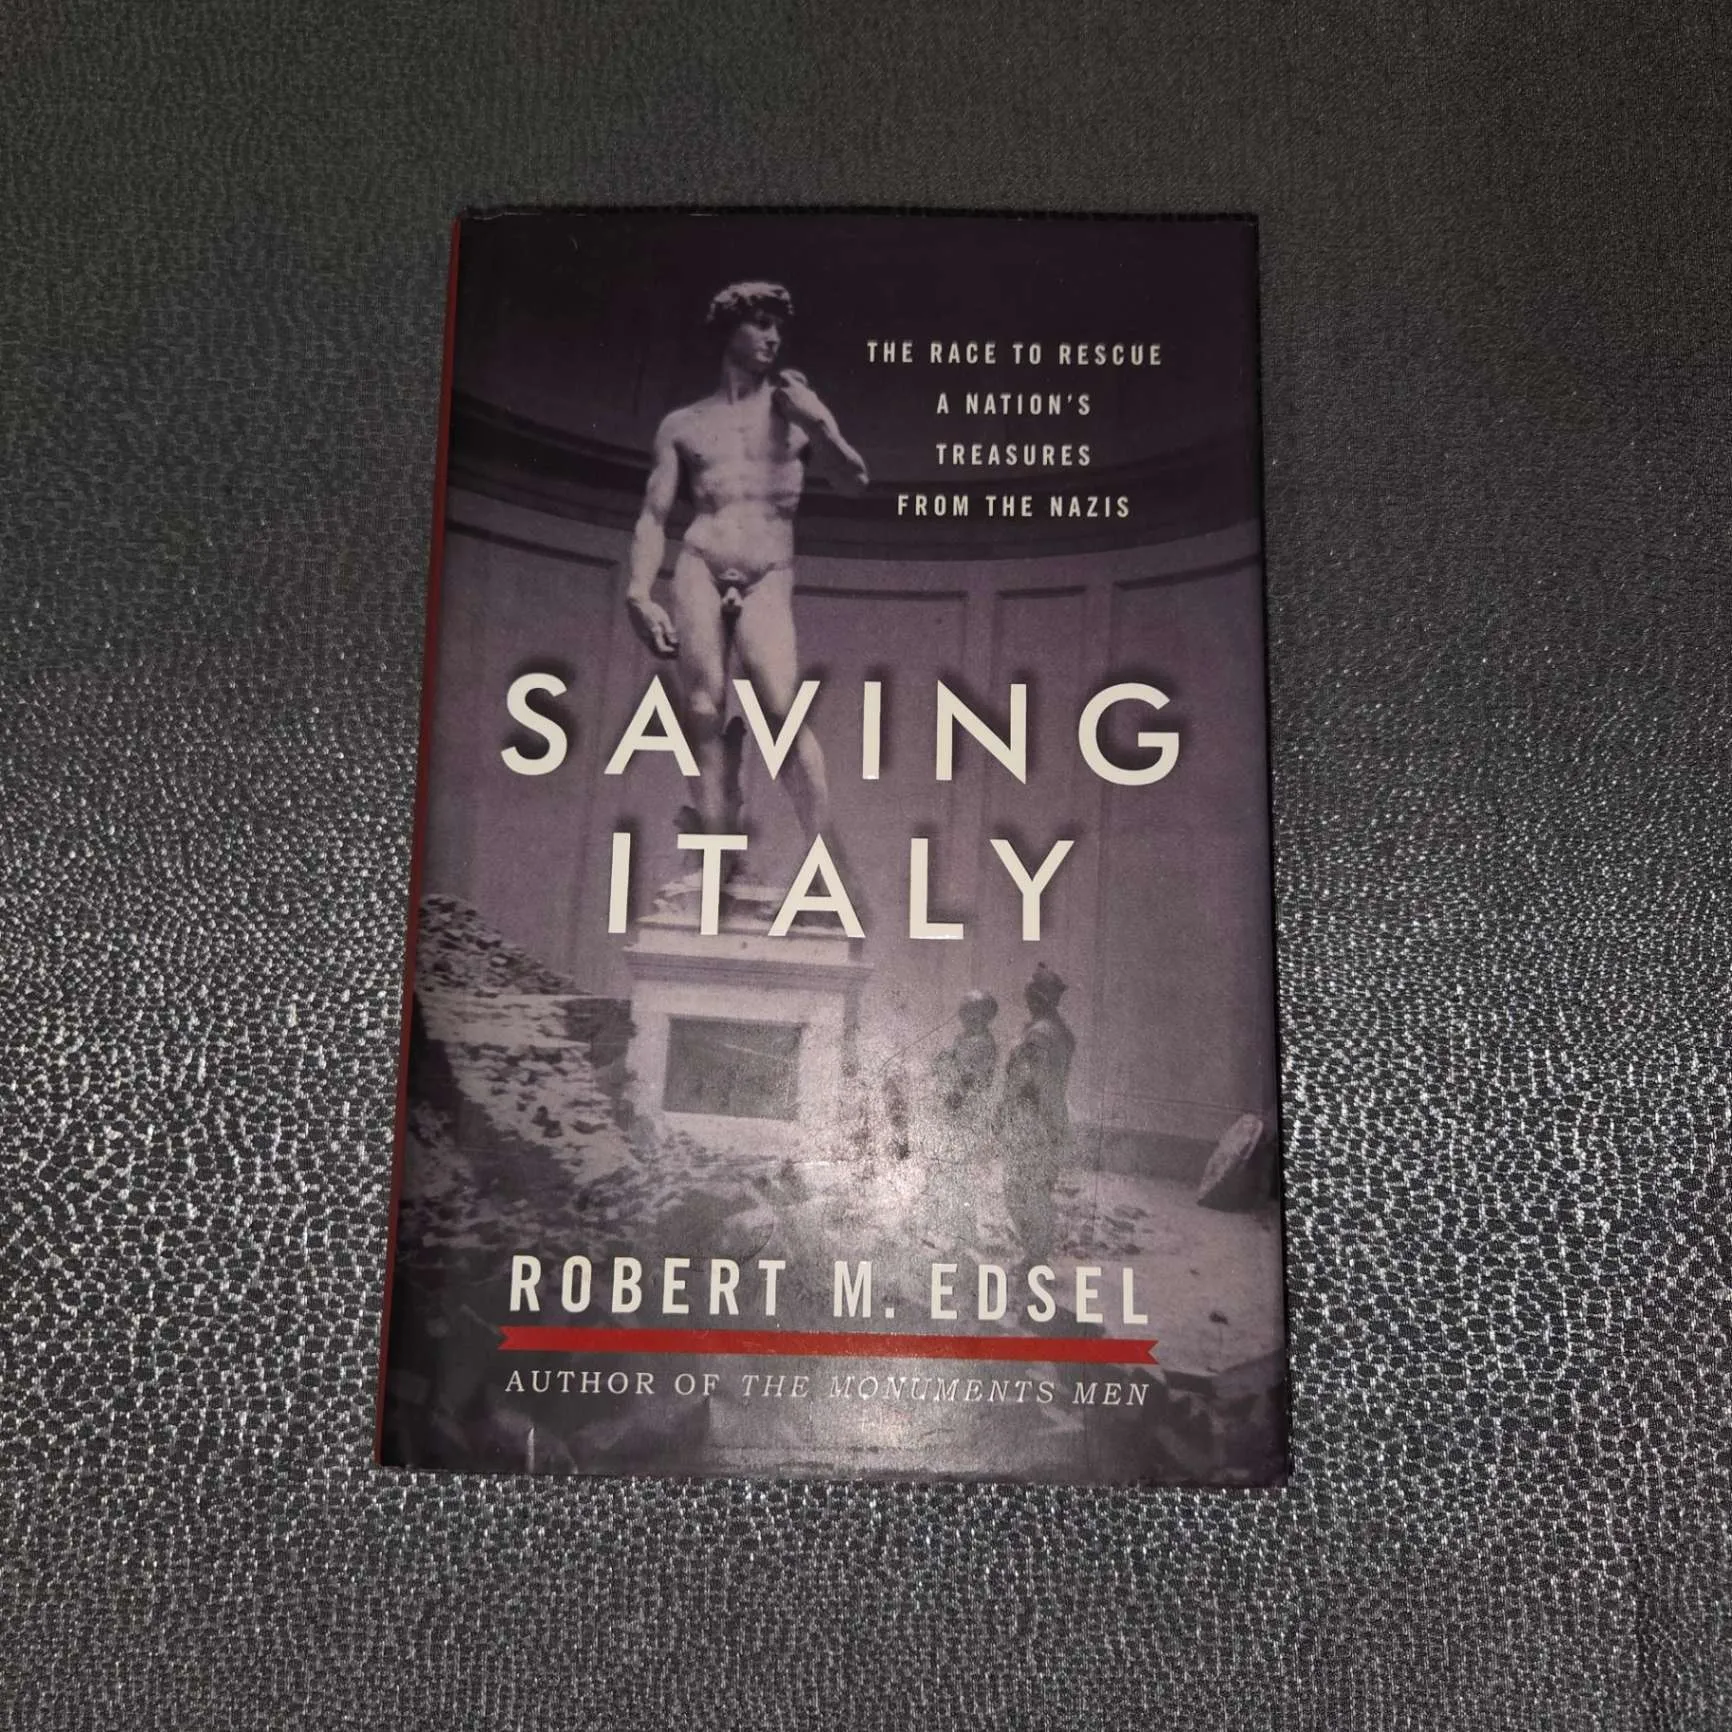 THE RACE TO RESCUE
A NATION'S
TREASURES
FROM THE NAZIS
SAVING
ITALY
ROBERT M. EDSEL
AUTHOR OF THE MONUMENTS MEN